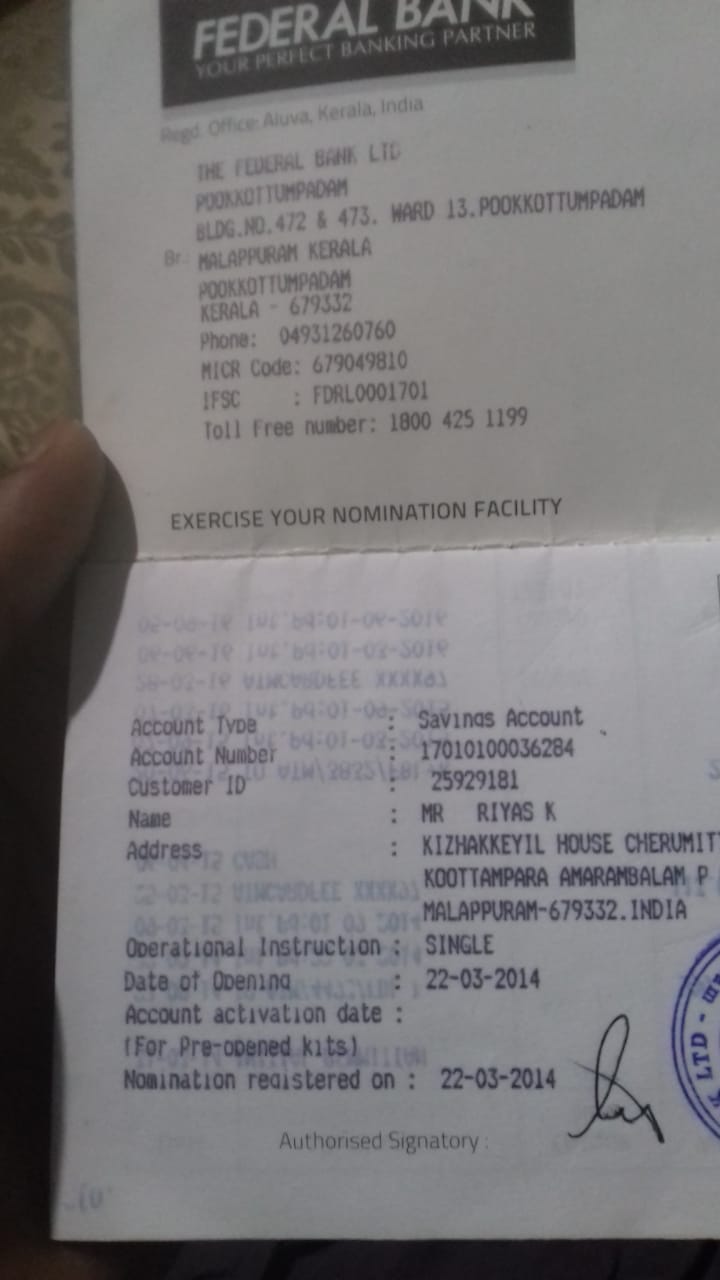 FEDERAL BANK
YOUR PERFECT BANKING PARTNER
Regd. Office: Aluva, Kerala, India
THE FEDERAL BANK LTD
POOKKOTTUMPADAM
BLDG.NO.472 & 473. WARD 13.POOKKOTTUMPADAM
Br.: MALAPPURAM KERALA
POOKKOTTUMPADAM
KERALA - 679332
Phone: 04931260760
MICR Code: 679049810
IFSC : FDRL0001701
Toll Free number: 1800 425 1199
EXERCISE YOUR NOMINATION FACILITY
Account Type : Savings Account
Account Number : 17010100036284
Customer ID : 25929181
Name : MR RIYAS K
Address : KIZHAKKEYIL HOUSE CHERUMIT
KOOTTAMPARA AMARAMBALAM P
MALAPPURAM-679332.INDIA
Operational Instruction : SINGLE
Date of Opening : 22-03-2014
Account activation date :
(For Pre-opened kits)
Nomination registered on : 22-03-2014
Authorised Signatory :
LTD -